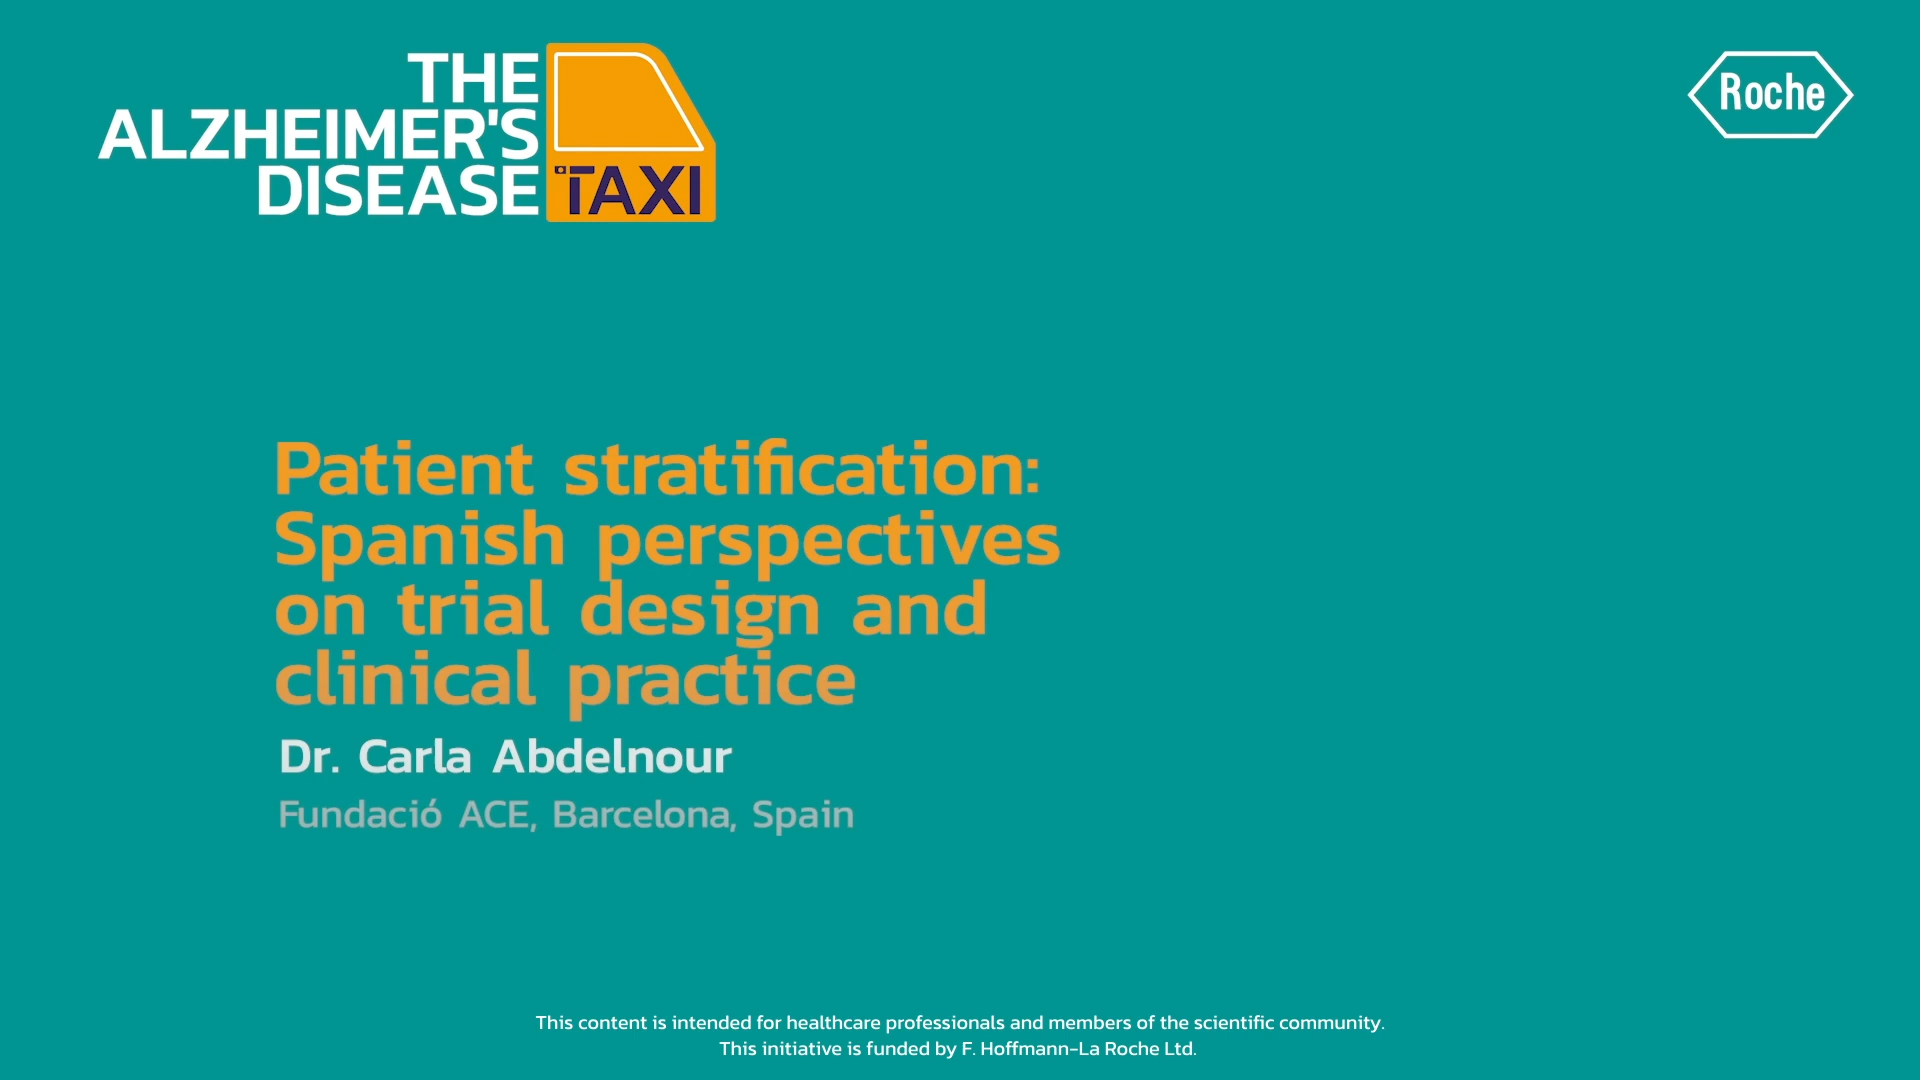 THE
ALZHEIMER'S
DISEASE TAXI
Roche
Patient stratification:
Spanish perspectives
on trial design and
clinical practice
Dr. Carla Abdelnour
Fundació ACE, Barcelona, Spain
This content is intended for healthcare professionals and members of the scientific community.
This initiative is funded by F. Hoffmann-La Roche Ltd.